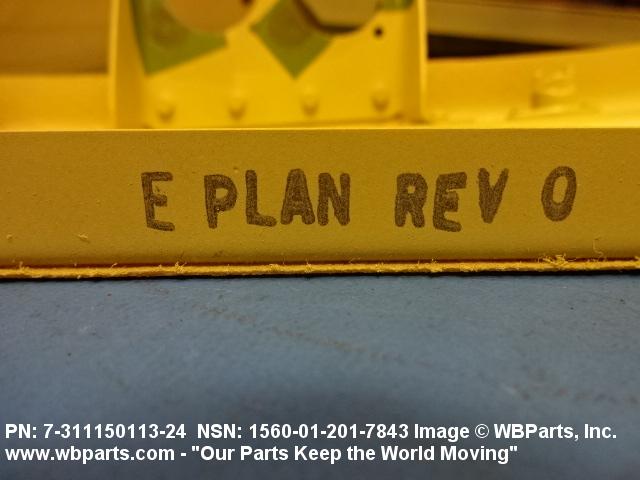 E PLAN REV O
PN: 7-311150113-24 NSN: 1560-01-201-7843 Image © WBParts, Inc.
www.wbparts.com - "Our Parts Keep the World Moving"